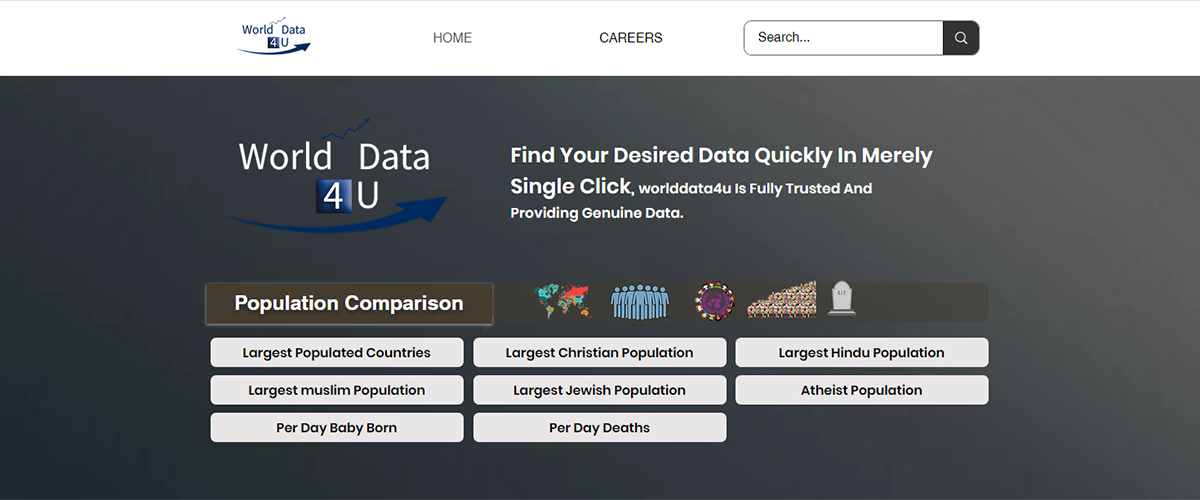 World Data
4 U
HOME
CAREERS
Search...
World Data
4 U
Find Your Desired Data Quickly In Merely
Single Click, worlddata4u Is Fully Trusted And
Providing Genuine Data.
Population Comparison
Largest Populated Countries
Largest Christian Population
Largest Hindu Population
Largest muslim Population
Largest Jewish Population
Atheist Population
Per Day Baby Born
Per Day Deaths